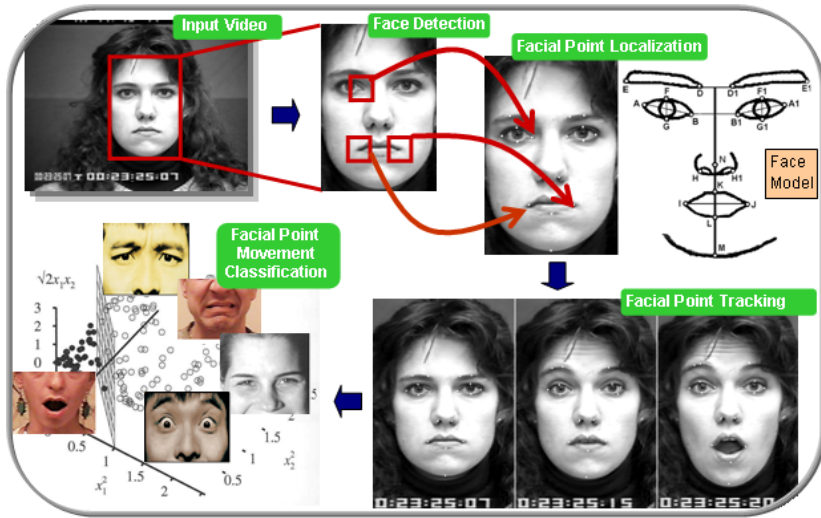 Input Video
Face Detection
Facial Point Localization
T 00:23:25:07
E F D D1 F1 E1
A B B1 A1
G G1
N
H H1
K
I J
L
M
Face
Model
Facial Point
Movement
Classification
√2x₁x₂
3
2
1
0
0.5
1
1.5
2
x₁²
0.5
1
1.5
2
x₂²
Facial Point Tracking
0:23:25:07
0:23:25:15
0:23:25:20